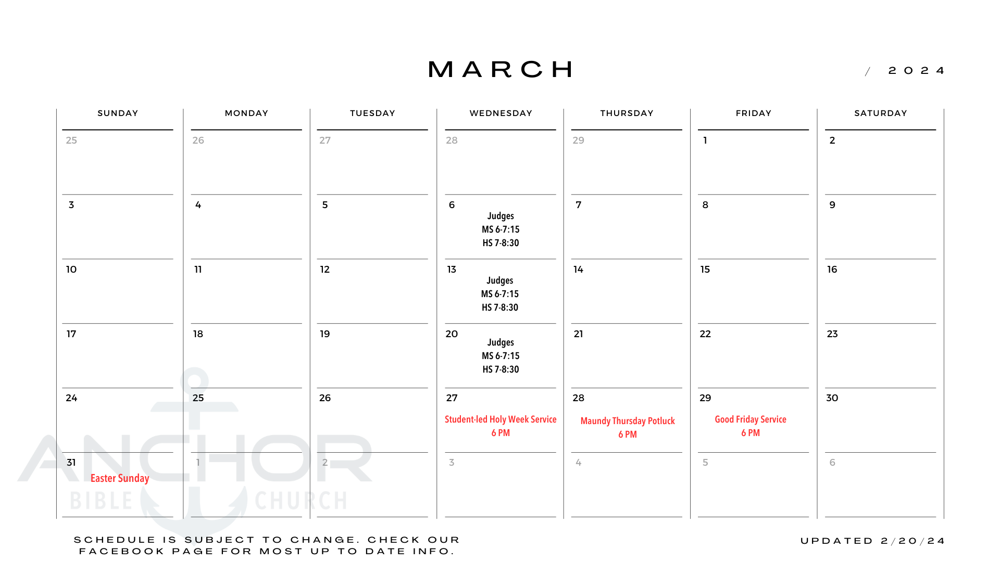 MARCH
/ 2024
SUNDAY MONDAY TUESDAY WEDNESDAY THURSDAY FRIDAY SATURDAY
25 26 27 28 29 1 2
3 4 5 6 7 8 9
Judges
MS 6-7:15
HS 7-8:30
10 11 12 13 14 15 16
Judges
MS 6-7:15
HS 7-8:30
17 18 19 20 21 22 23
Judges
MS 6-7:15
HS 7-8:30
24 25 26 27 28 29 30
Student-led Holy Week Service
6 PM
Maundy Thursday Potluck
6 PM
Good Friday Service
6 PM
31 1 2 3 4 5 6
Easter Sunday
ANCHOR
BIBLE CHURCH
SCHEDULE IS SUBJECT TO CHANGE. CHECK OUR
FACEBOOK PAGE FOR MOST UP TO DATE INFO.
UPDATED 2/20/24